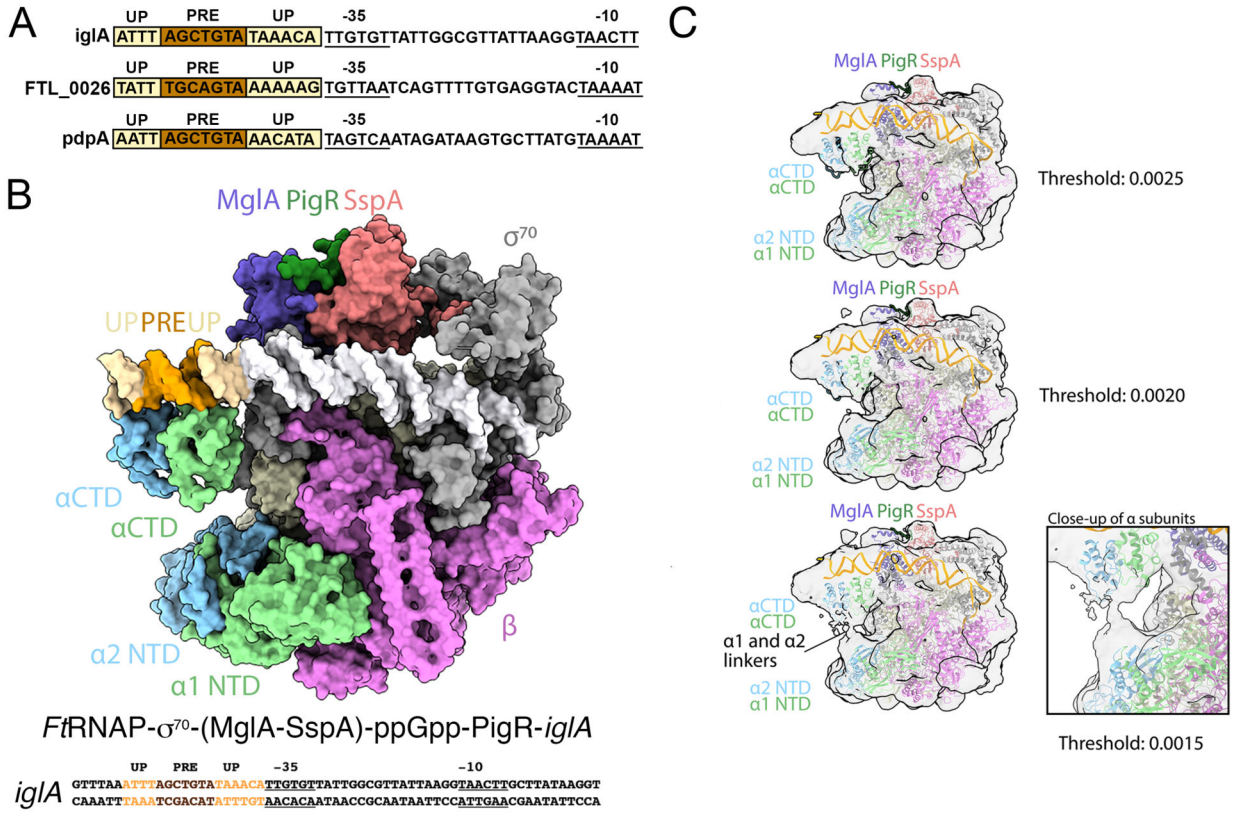 A
UP PRE UP -35 -10
iglA ATTT AGCTGTA TAAACA TTGTGTTATTGGCGTTATTAAGGTAACTT
UP PRE UP -35 -10
FTL_0026 TATT TGCAGTA AAAAAG TGTTAATCAGTTTTGTGAGGTACTAAAAT
UP PRE UP -35 -10
pdpA AATT AGCTGTA AACATA TAGTCAATAGATAAGTGCTTATGTAAAAT
B
MglA PigR SspA
σ70
UP PRE UP
αCTD
αCTD
α2 NTD
α1 NTD
β
FtRNAP-σ70-(MglA-SspA)-ppGpp-PigR-iglA
UP PRE UP -35 -10
iglA
GTTTAAATTTAGCTGTATAAACATTGTGTTATTGGCGTTATTAAGGTAACTTGCTTATAAGGT
CAAATTTAAATCGACATATTTGTAACACAATAACCGCAATAATTCCATTGAACGAATATTCCA
C
MglA PigR SspA
αCTD
αCTD
α2 NTD
α1 NTD
Threshold: 0.0025
MglA PigR SspA
αCTD
αCTD
α2 NTD
α1 NTD
Threshold: 0.0020
MglA PigR SspA
αCTD
αCTD
α1 and α2
linkers
α2 NTD
α1 NTD
Close-up of α subunits
Threshold: 0.0015